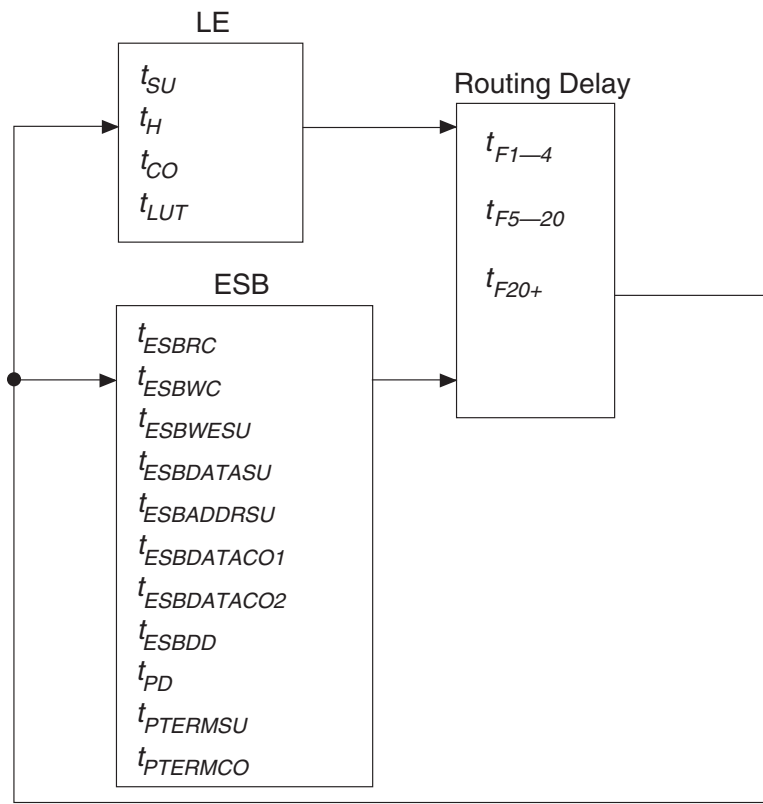 LE
tSU
tH
tCO
tLUT
Routing Delay
tF1—4
tF5—20
tF20+
ESB
tESBRC
tESBWC
tESBWESU
tESBDATASU
tESBADDRSU
tESBDATACO1
tESBDATACO2
tESBDD
tPD
tPTERMSU
tPTERMCO